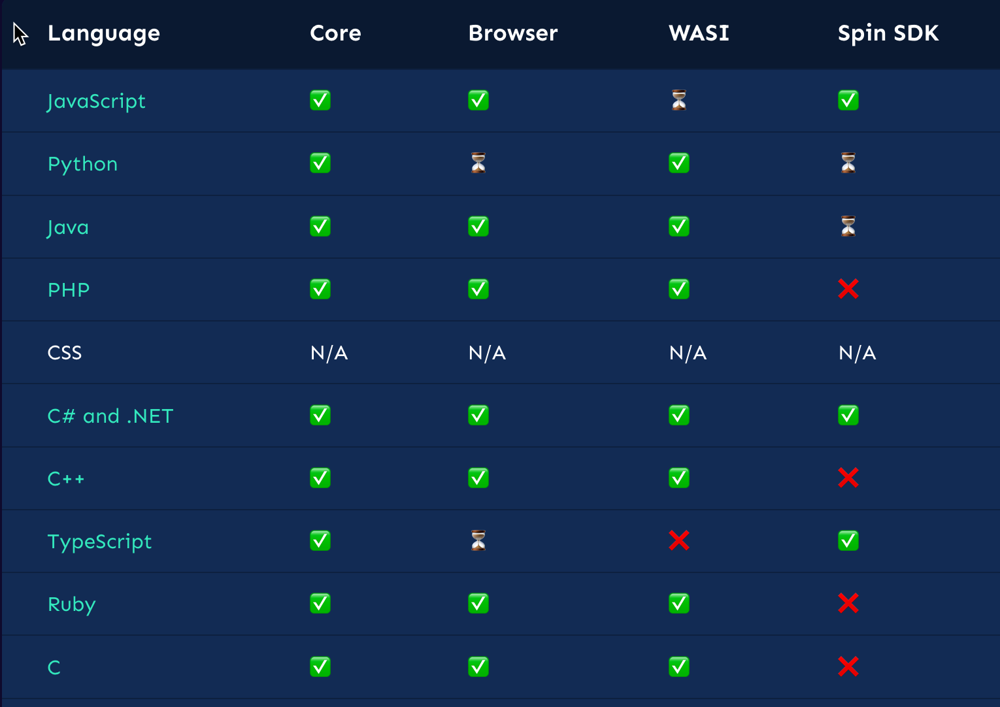 Language Core Browser WASI Spin SDK
JavaScript ✅ ✅ ⏳ ✅
Python ✅ ⏳ ✅ ⏳
Java ✅ ✅ ✅ ⏳
PHP ✅ ✅ ✅ ❌
CSS N/A N/A N/A N/A
C# and .NET ✅ ✅ ✅ ✅
C++ ✅ ✅ ✅ ❌
TypeScript ✅ ⏳ ❌ ✅
Ruby ✅ ✅ ✅ ❌
C ✅ ✅ ✅ ❌